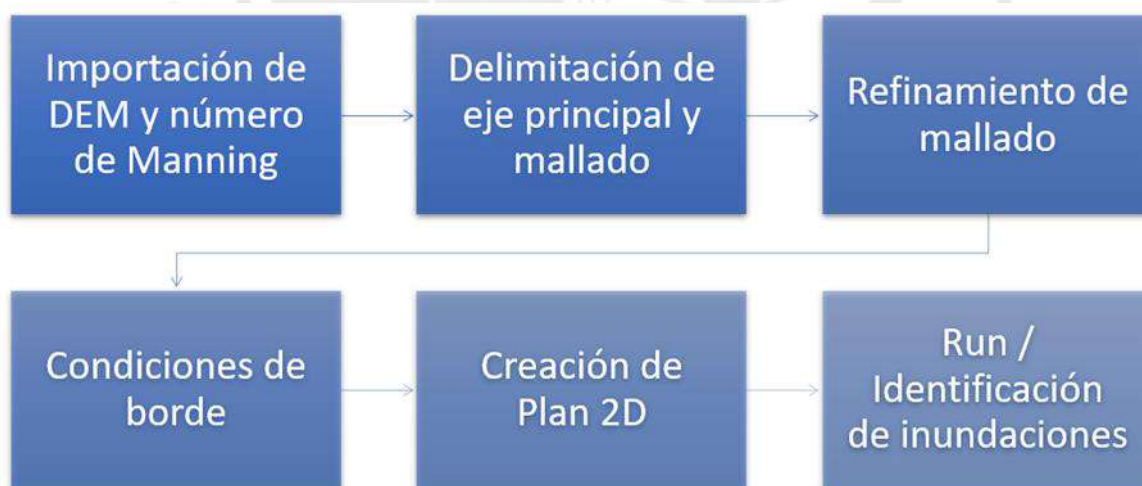 Importación de
DEM y número
de Manning
Delimitación de
eje principal y
mallado
Refinamiento de
mallado
Condiciones de
borde
Creación de
Plan 2D
Run /
Identificación
de inundaciones